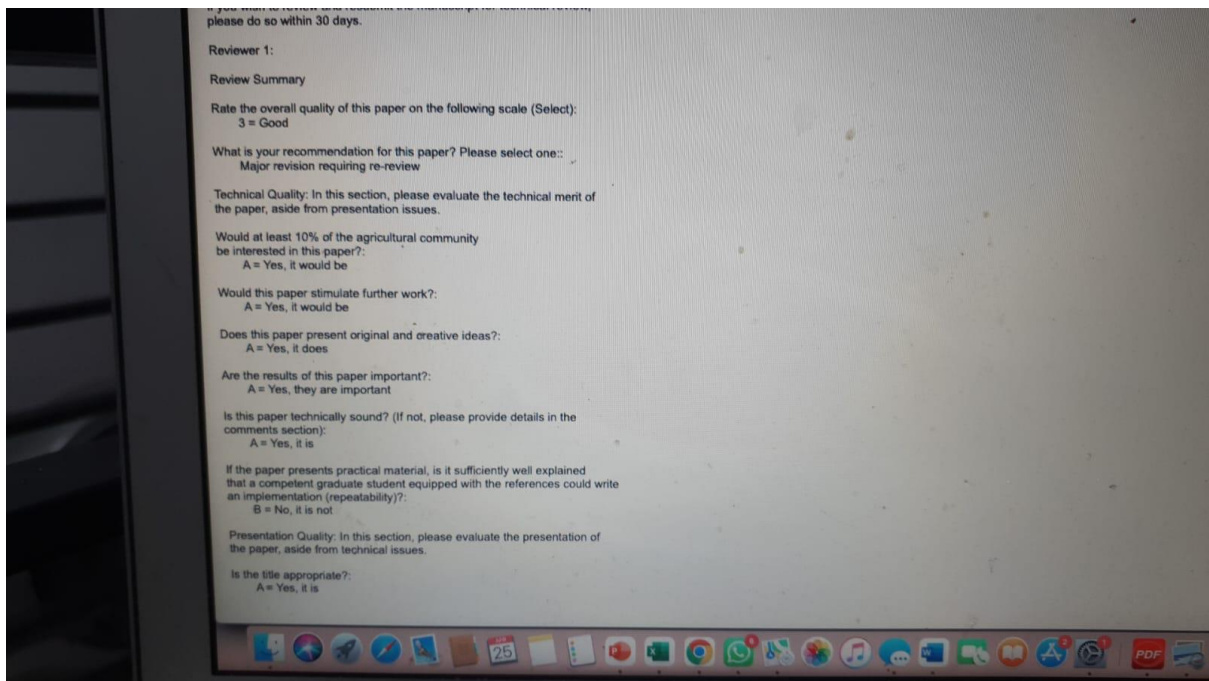 please do so within 30 days.
Reviewer 1:
Review Summary
Rate the overall quality of this paper on the following scale (Select):
3 = Good
What is your recommendation for this paper? Please select one::
Major revision requiring re-review
Technical Quality: In this section, please evaluate the technical merit of
the paper, aside from presentation issues.
Would at least 10% of the agricultural community
be interested in this paper?:
A = Yes, it would be
Would this paper stimulate further work?:
A = Yes, it would be
Does this paper present original and creative ideas?:
A = Yes, it does
Are the results of this paper important?:
A = Yes, they are important
Is this paper technically sound? (If not, please provide details in the
comments section):
A = Yes, it is
If the paper presents practical material, is it sufficiently well explained
that a competent graduate student equipped with the references could write
an implementation (repeatability)?:
B = No, it is not
Presentation Quality: In this section, please evaluate the presentation of
the paper, aside from technical issues.
Is the title appropriate?:
A = Yes, it is
25
PDF